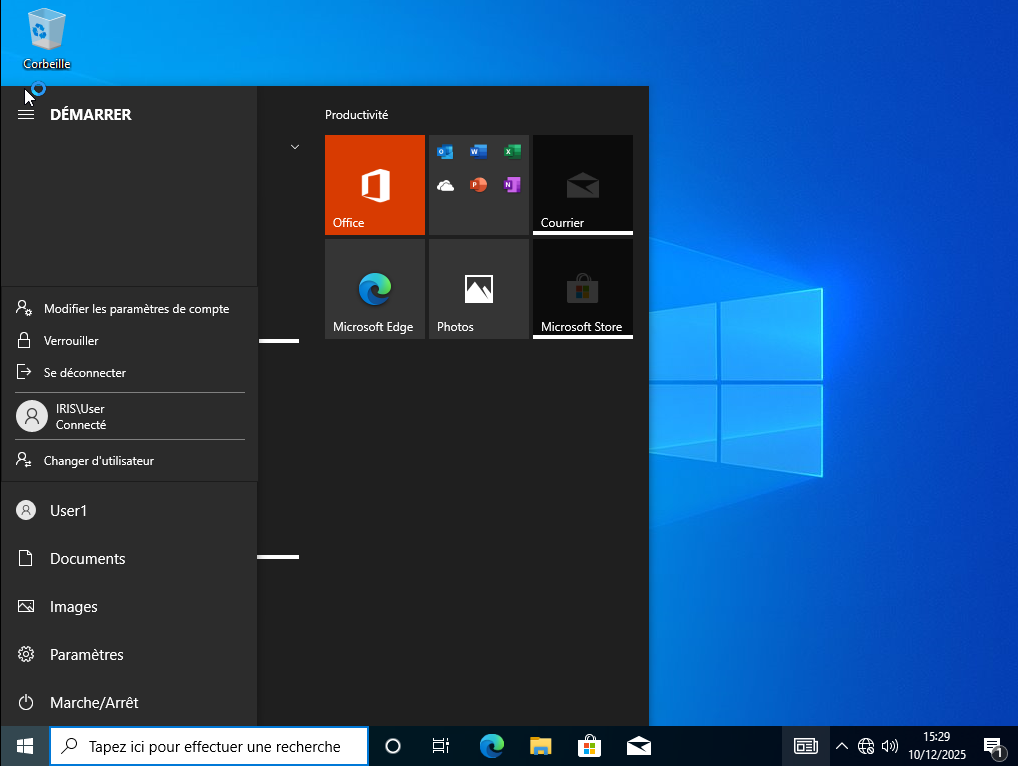 Corbeille
DÉMARRER
Productivité
Office
Courrier
Microsoft Edge
Photos
Microsoft Store
Modifier les paramètres de compte
Verrouiller
Se déconnecter
IRIS\User
Connecté
Changer d'utilisateur
User1
Documents
Images
Paramètres
Marche/Arrêt
Tapez ici pour effectuer une recherche
15:29
10/12/2025
1